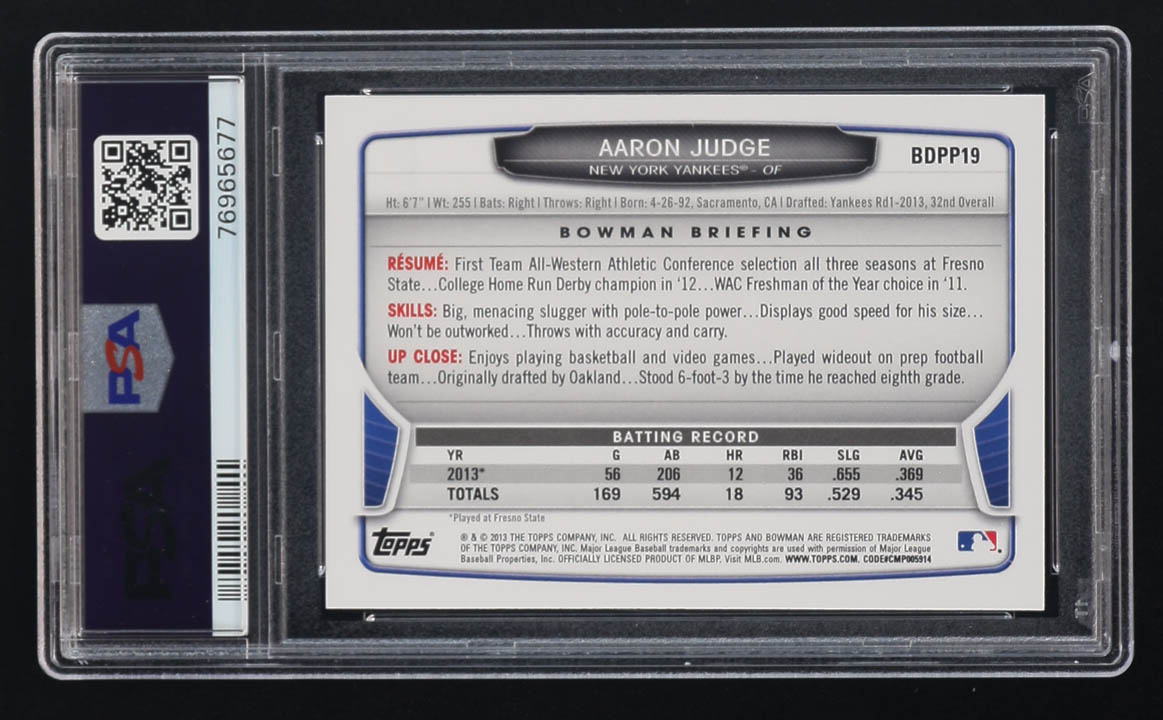 76965677
PSA
PSA
PSA
AARON JUDGE
NEW YORK YANKEES® - OF
BDPP19
Ht: 6'7" | Wt: 255 | Bats: Right | Throws: Right | Born: 4-26-92, Sacramento, CA | Drafted: Yankees Rd1-2013, 32nd Overall
BOWMAN BRIEFING
RÉSUMÉ: First Team All-Western Athletic Conference selection all three seasons at Fresno
State...College Home Run Derby champion in '12...WAC Freshman of the Year choice in '11.
SKILLS: Big, menacing slugger with pole-to-pole power...Displays good speed for his size...
Won't be outworked...Throws with accuracy and carry.
UP CLOSE: Enjoys playing basketball and video games...Played wideout on prep football
team...Originally drafted by Oakland...Stood 6-foot-3 by the time he reached eighth grade.
BATTING RECORD
YR G AB HR RBI SLG AVG
2013* 56 206 12 36 .655 .369
TOTALS 169 594 18 93 .529 .345
*Played at Fresno State
topps®
® & © 2013 THE TOPPS COMPANY, INC. ALL RIGHTS RESERVED. TOPPS AND BOWMAN ARE REGISTERED TRADEMARKS
OF THE TOPPS COMPANY, INC. Major League Baseball trademarks and copyrights are used with permission of Major League
Baseball Properties, Inc. OFFICIALLY LICENSED PRODUCT OF MLBP. Visit MLB.com. WWW.TOPPS.COM. CODE#CMP005914